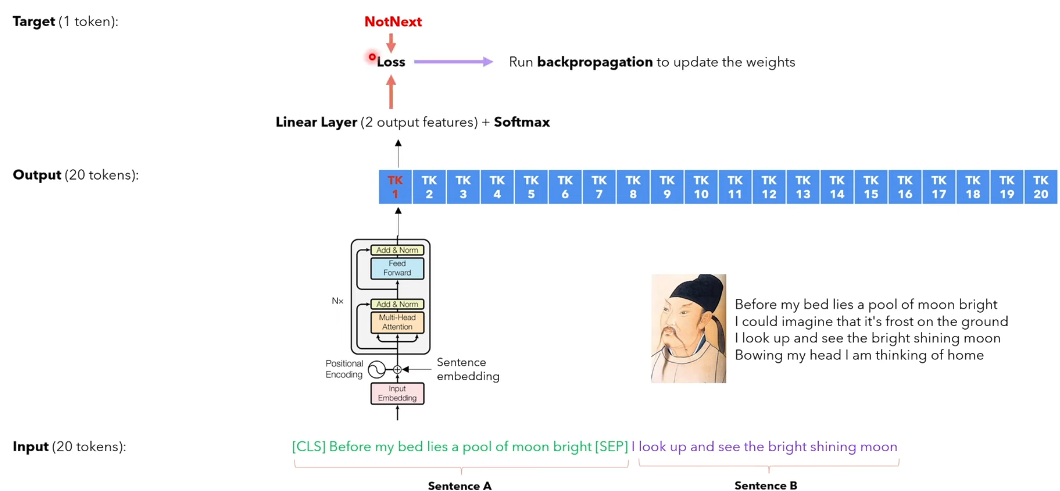 Target (1 token):
NotNext
Loss
Run backpropagation to update the weights
Linear Layer (2 output features) + Softmax
Output (20 tokens):
TK 1
TK 2
TK 3
TK 4
TK 5
TK 6
TK 7
TK 8
TK 9
TK 10
TK 11
TK 12
TK 13
TK 14
TK 15
TK 16
TK 17
TK 18
TK 19
TK 20
Add & Norm
Feed
Forward
Nx
Add & Norm
Multi-Head
Attention
Positional
Encoding
Sentence
embedding
Input
Embedding
Before my bed lies a pool of moon bright
I could imagine that it's frost on the ground
I look up and see the bright shining moon
Bowing my head I am thinking of home
Input (20 tokens):
[CLS] Before my bed lies a pool of moon bright [SEP] I look up and see the bright shining moon
Sentence A
Sentence B